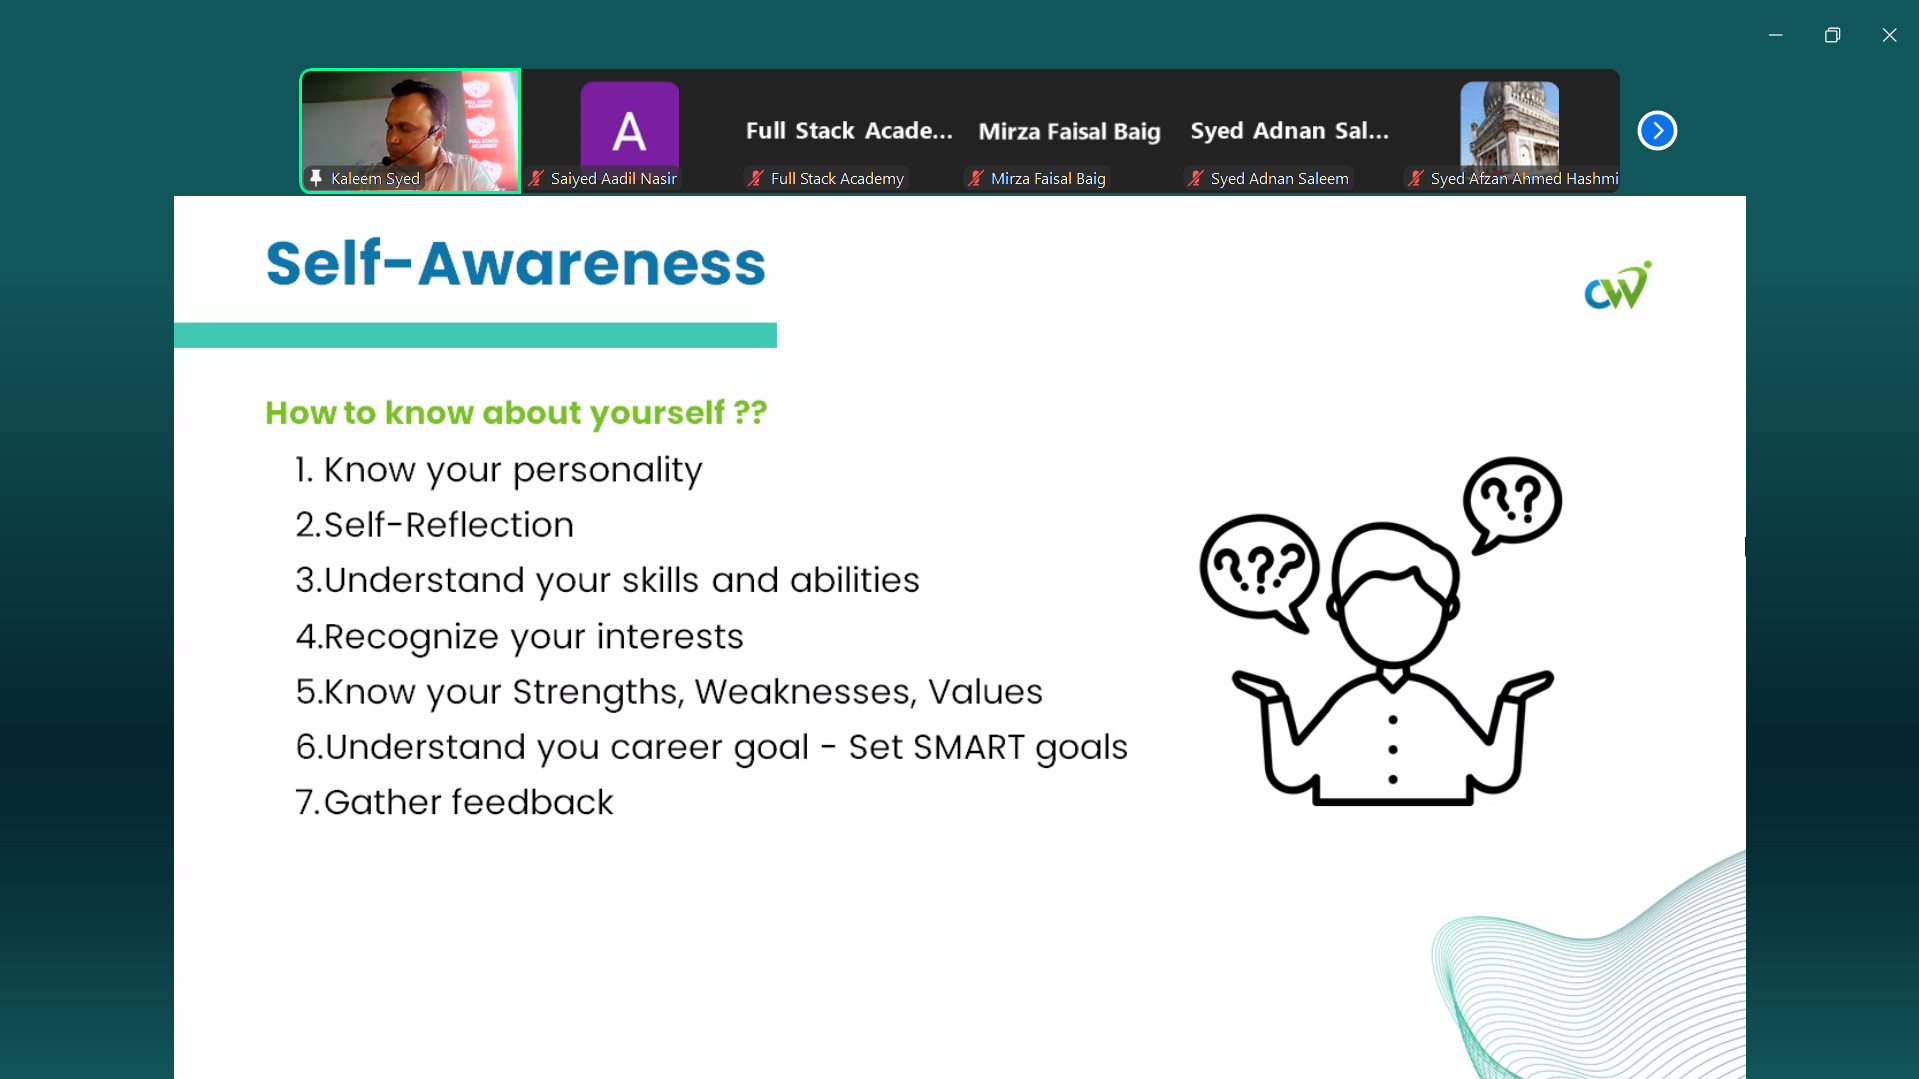 A
Full Stack Acade...
Mirza Faisal Baig
Syed Adnan Sal...
Kaleem Syed
Saiyed Aadil Nasir
Full Stack Academy
Mirza Faisal Baig
Syed Adnan Saleem
Syed Afzan Ahmed Hashmi
FULL STACK
ACADEMY
Self-Awareness
CW
How to know about yourself ??
1. Know your personality
2.Self-Reflection
3.Understand your skills and abilities
4.Recognize your interests
5.Know your Strengths, Weaknesses, Values
6.Understand you career goal - Set SMART goals
7.Gather feedback
???
??